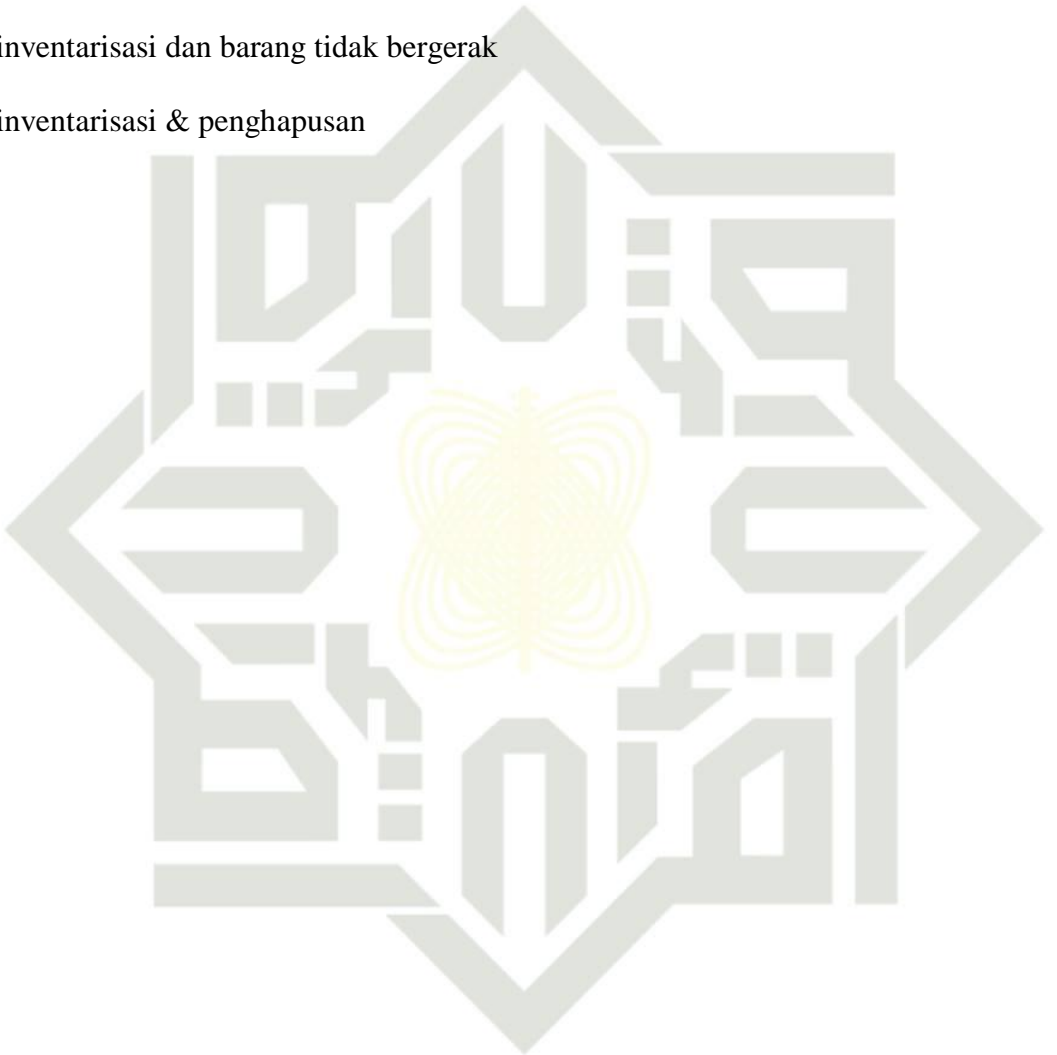 inventarisasi dan barang tidak bergerak
inventarisasi & penghapusan